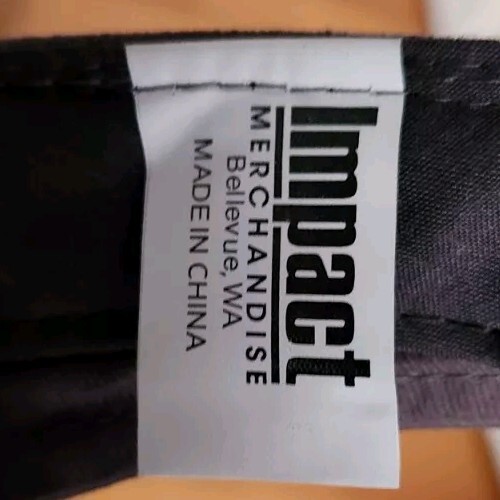 Impact
MERCHANDISE
Bellevue, WA
MADE IN CHINA